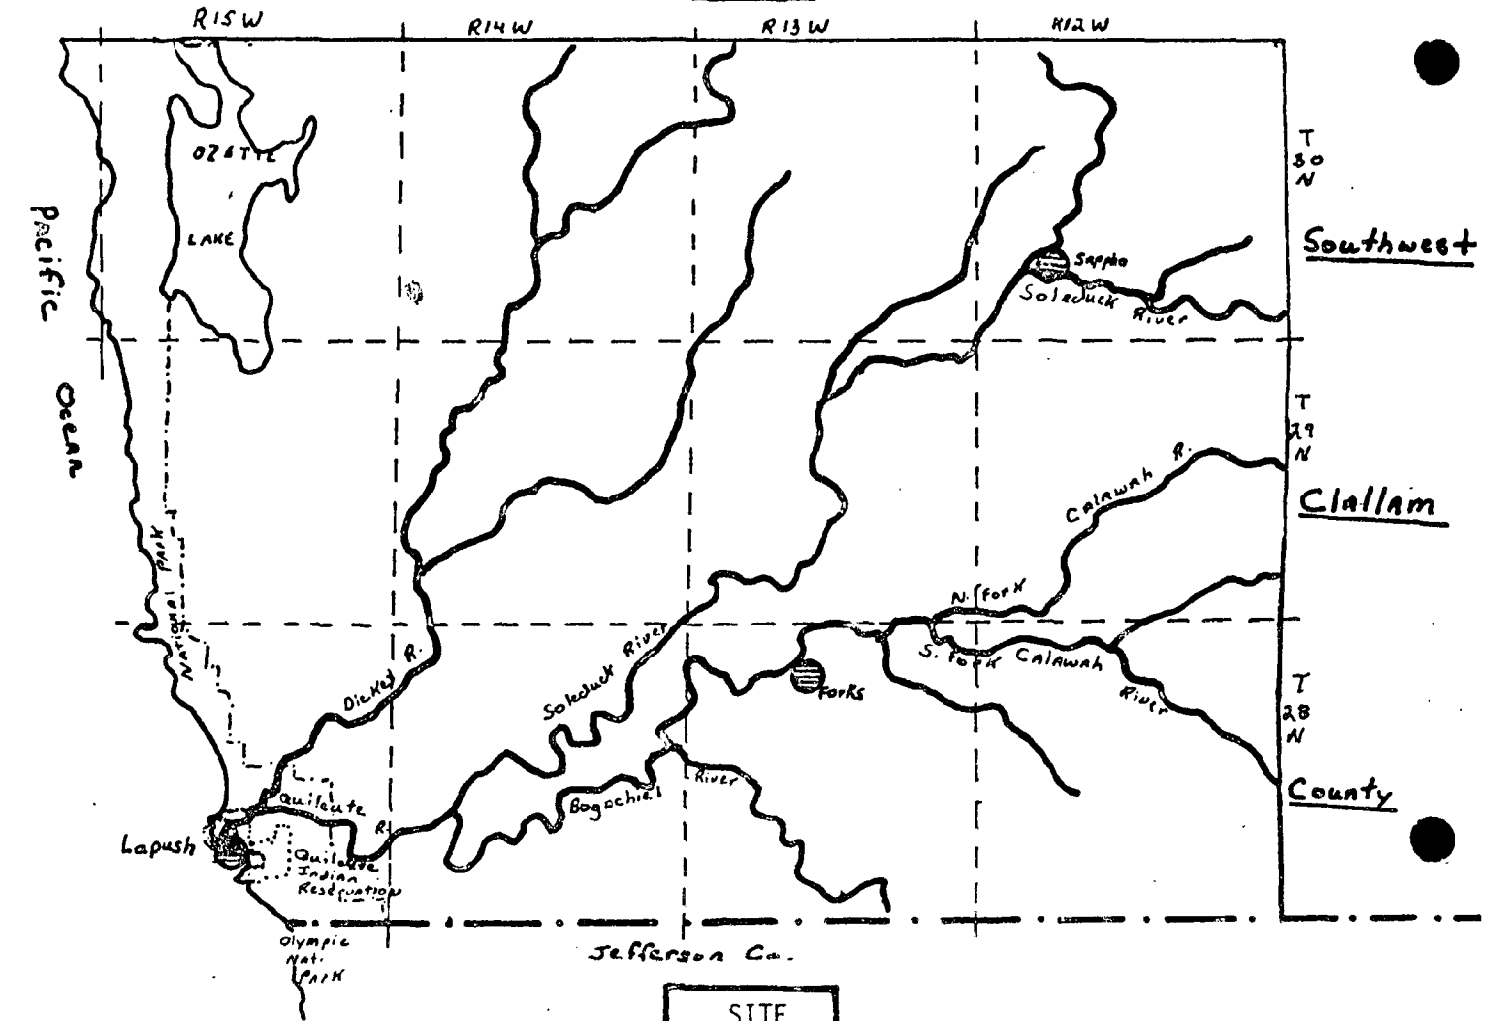 R15W R14W R13W R12W
T
30
N
OZETTE
LAKE
Pacific
Ocean
Southwest
Sappho
Soleduck River
T
29
N
Calawah R.
Clallam
NATIONAL PARK
N. Fork
S. Fork Calawah River
Dickey R.
Soleduck River
Forks
T
28
N
River
Bogachiel
County
Quileute R.
Lapush
Quileute
Indian
Reservation
Olympic
Nat.
Park
Jefferson Co.
SITE